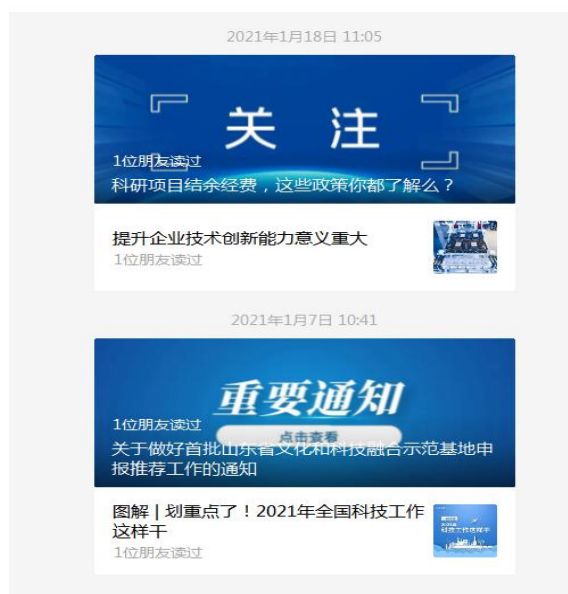 2021年1月18日 11:05
关 注
1位朋友读过
科研项目结余经费，这些政策你都了解么？
提升企业技术创新能力意义重大
1位朋友读过
2021年1月7日 10:41
重要通知
点击查看
1位朋友读过
关于做好首批山东省文化和科技融合示范基地申
报推荐工作的通知
图解 | 划重点了！2021年全国科技工作
这样干
科技工作这样干
1位朋友读过